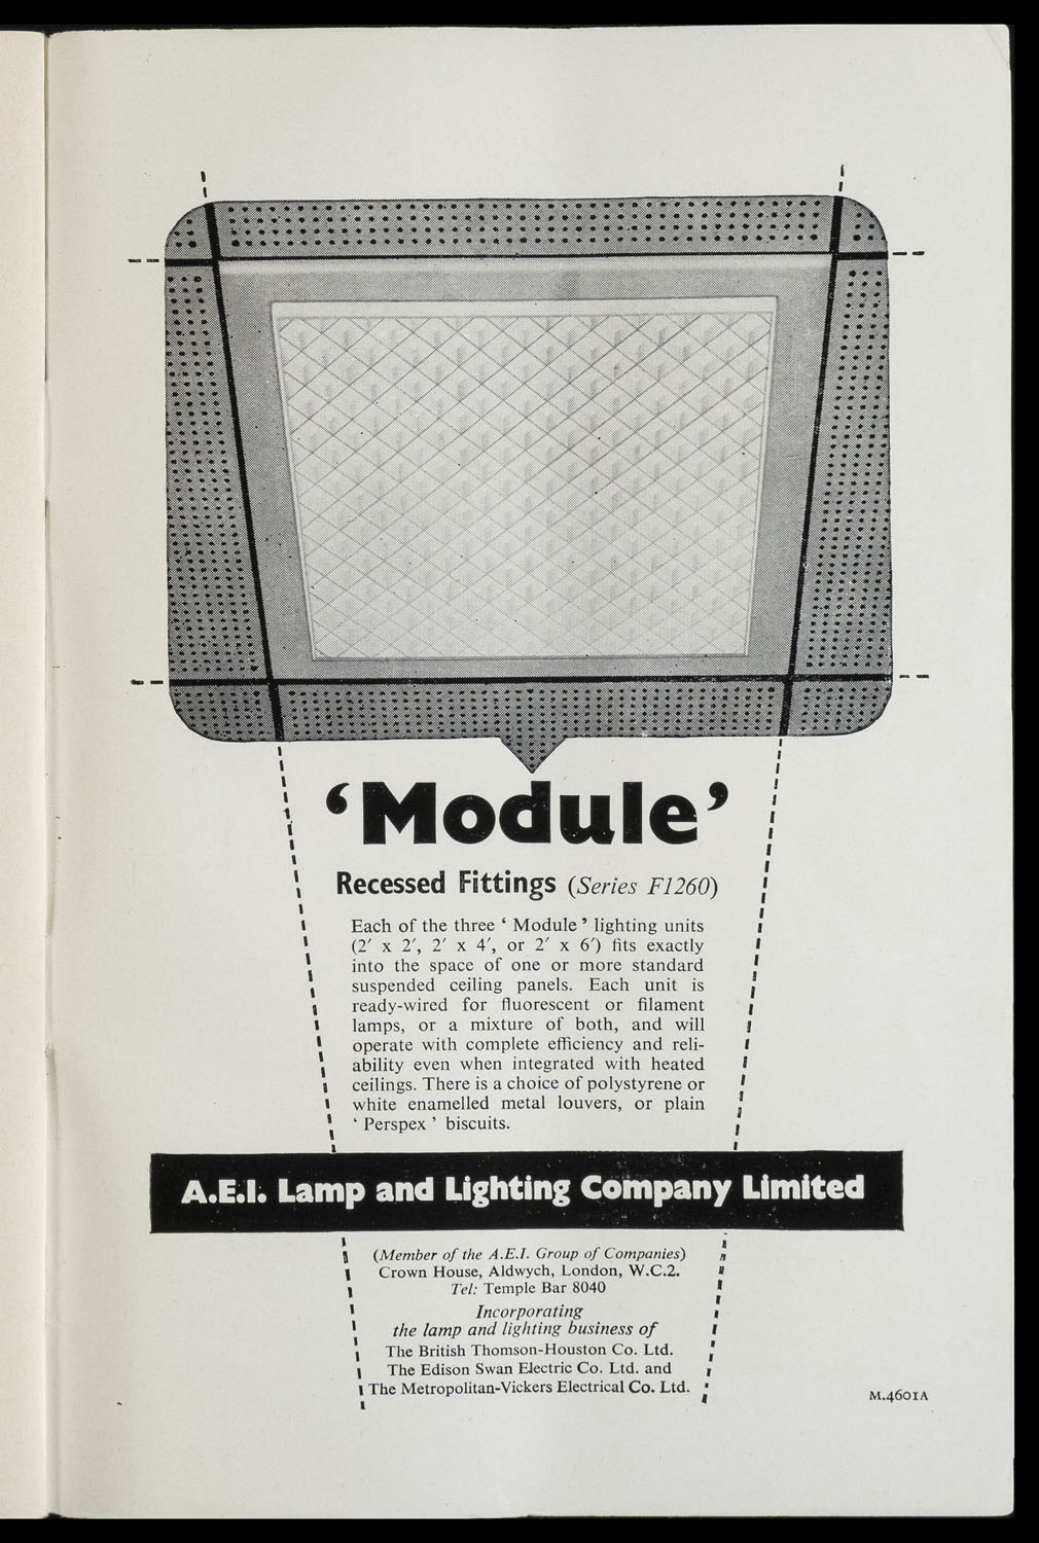 ‘Module’
Recessed Fittings (Series F1260)
Each of the three ‘ Module ’ lighting units
(2′ x 2′, 2′ x 4′, or 2′ x 6′) fits exactly
into the space of one or more standard
suspended ceiling panels. Each unit is
ready-wired for fluorescent or filament
lamps, or a mixture of both, and will
operate with complete efficiency and reli-
ability even when integrated with heated
ceilings. There is a choice of polystyrene or
white enamelled metal louvers, or plain
‘ Perspex ’ biscuits.
A.E.I. Lamp and Lighting Company Limited
(Member of the A.E.I. Group of Companies)
Crown House, Aldwych, London, W.C.2.
Tel: Temple Bar 8040
Incorporating
the lamp and lighting business of
The British Thomson-Houston Co. Ltd.
The Edison Swan Electric Co. Ltd. and
The Metropolitan-Vickers Electrical Co. Ltd.
M.4601A